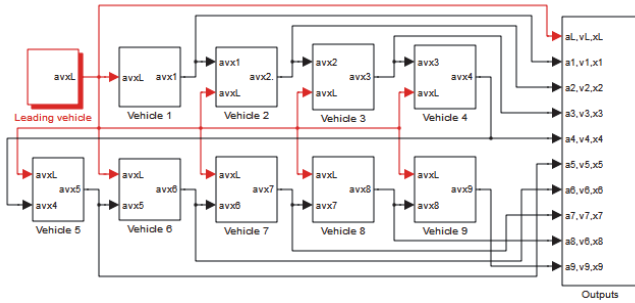 avxL
Leading vehicle
avxL avx1
Vehicle 1
avx1 avx2.
avxL
Vehicle 2
avx2 avx3
avxL
Vehicle 3
avx3 avx4
avxL
Vehicle 4
avxL avx5
avx4
Vehicle 5
avxL avx6
avx5
Vehicle 6
avxL avx7
avx6
Vehicle 7
avxL avx8
avx7
Vehicle 8
avxL avx9
avx8
Vehicle 9
aL,vL,xL
a1,v1,x1
a2,v2,x2
a3,v3,x3
a4,v4,x4
a5,v5,x5
a6,v6,x6
a7,v7,x7
a8,v6,x8
a9,v9,x9
Outputs